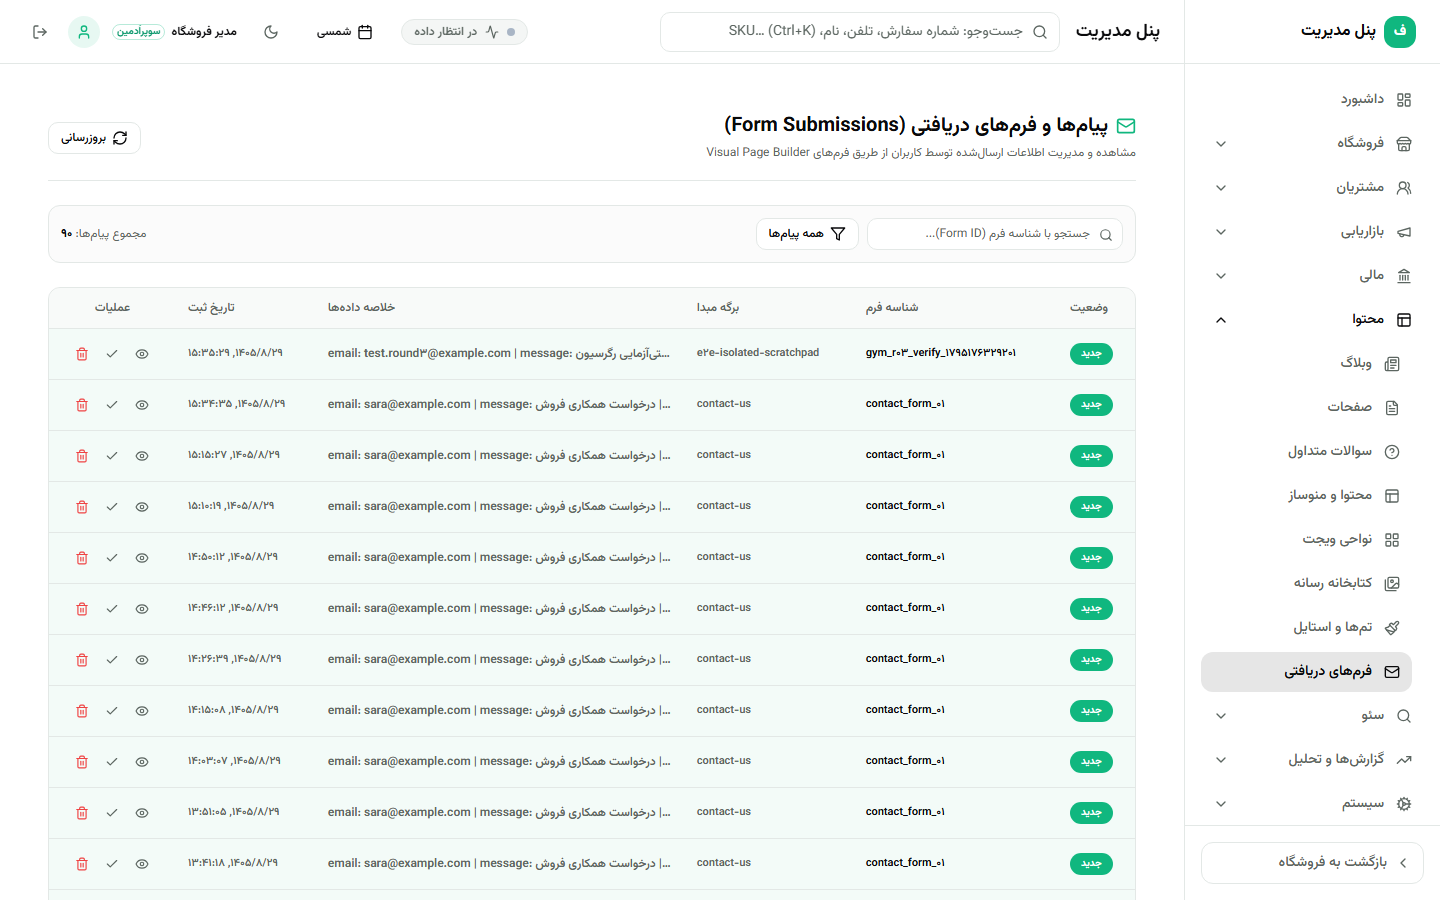 ف پنل مدیریت
پنل مدیریت
جست‌وجو: شماره سفارش، تلفن، نام، SKU... (Ctrl+K)
در انتظار داده
شمسی
مدیر فروشگاه سوپرادمین
داشبورد
فروشگاه
مشتریان
بازاریابی
مالی
محتوا
وبلاگ
صفحات
سوالات متداول
محتوا و منوساز
نواحی ویجت
کتابخانه رسانه
تم‌ها و استایل
فرم‌های دریافتی
سئو
گزارش‌ها و تحلیل
سیستم
بازگشت به فروشگاه
پیام‌ها و فرم‌های دریافتی (Form Submissions)
مشاهده و مدیریت اطلاعات ارسال‌شده توسط کاربران از طریق فرم‌های Visual Page Builder
بروزرسانی
جستجو با شناسه فرم (Form ID)...
همه پیام‌ها
مجموع پیام‌ها: ۹۰
وضعیت شناسه فرم برگه مبدا خلاصه داده‌ها تاریخ ثبت عملیات
جدید gym_r۰۳_verify_۱۷۹۵۱۷۶۳۲۹۲۰۱ e۲e-isolated-scratchpad email: test.round۳@example.com | message: تی‌آزمایی رگرسیون... ۱۴۰۵/۸/۲۹, ۱۵:۳۵:۲۹
جدید contact_form_۰۱ contact-us email: sara@example.com | message: درخواست همکاری فروش |... ۱۴۰۵/۸/۲۹, ۱۵:۳۴:۳۵
جدید contact_form_۰۱ contact-us email: sara@example.com | message: درخواست همکاری فروش |... ۱۴۰۵/۸/۲۹, ۱۵:۱۵:۲۷
جدید contact_form_۰۱ contact-us email: sara@example.com | message: درخواست همکاری فروش |... ۱۴۰۵/۸/۲۹, ۱۵:۱۰:۱۹
جدید contact_form_۰۱ contact-us email: sara@example.com | message: درخواست همکاری فروش |... ۱۴۰۵/۸/۲۹, ۱۴:۵۰:۱۲
جدید contact_form_۰۱ contact-us email: sara@example.com | message: درخواست همکاری فروش |... ۱۴۰۵/۸/۲۹, ۱۴:۴۶:۱۲
جدید contact_form_۰۱ contact-us email: sara@example.com | message: درخواست همکاری فروش |... ۱۴۰۵/۸/۲۹, ۱۴:۲۶:۳۹
جدید contact_form_۰۱ contact-us email: sara@example.com | message: درخواست همکاری فروش |... ۱۴۰۵/۸/۲۹, ۱۴:۱۵:۰۸
جدید contact_form_۰۱ contact-us email: sara@example.com | message: درخواست همکاری فروش |... ۱۴۰۵/۸/۲۹, ۱۴:۰۳:۰۷
جدید contact_form_۰۱ contact-us email: sara@example.com | message: درخواست همکاری فروش |... ۱۴۰۵/۸/۲۹, ۱۳:۵۱:۰۵
جدید contact_form_۰۱ contact-us email: sara@example.com | message: درخواست همکاری فروش |... ۱۴۰۵/۸/۲۹, ۱۳:۴۱:۱۸